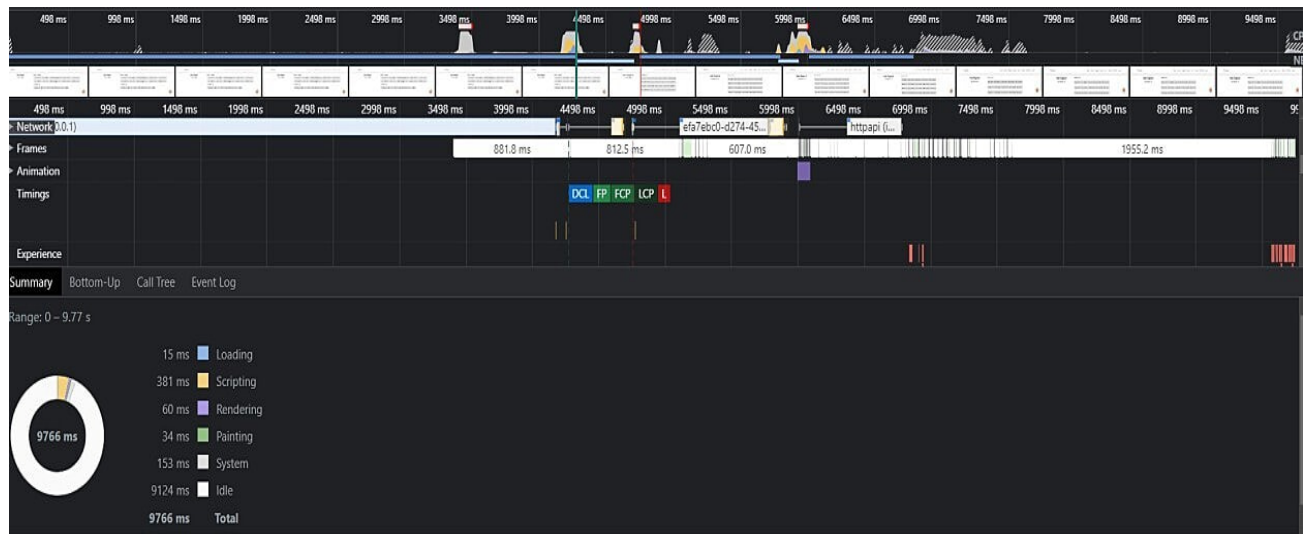 498 ms 998 ms 1498 ms 1998 ms 2498 ms 2998 ms 3498 ms 3998 ms 4498 ms 4998 ms 5498 ms 5998 ms 6498 ms 6998 ms 7498 ms 7998 ms 8498 ms 8998 ms 9498 ms
CP
NE
498 ms 998 ms 1498 ms 1998 ms 2498 ms 2998 ms 3498 ms 3998 ms 4498 ms 4998 ms 5498 ms 5998 ms 6498 ms 6998 ms 7498 ms 7998 ms 8498 ms 8998 ms 9498 ms
Network 0.0.1) efa7ebc0-d274-45... httpapi (i...
Frames 881.8 ms 812.5 ms 607.0 ms 1955.2 ms
Animation
Timings DCL FP FCP LCP L
Experience
Summary Bottom-Up Call Tree Event Log
Range: 0 – 9.77 s
15 ms Loading
381 ms Scripting
60 ms Rendering
9766 ms 34 ms Painting
153 ms System
9124 ms Idle
9766 ms Total